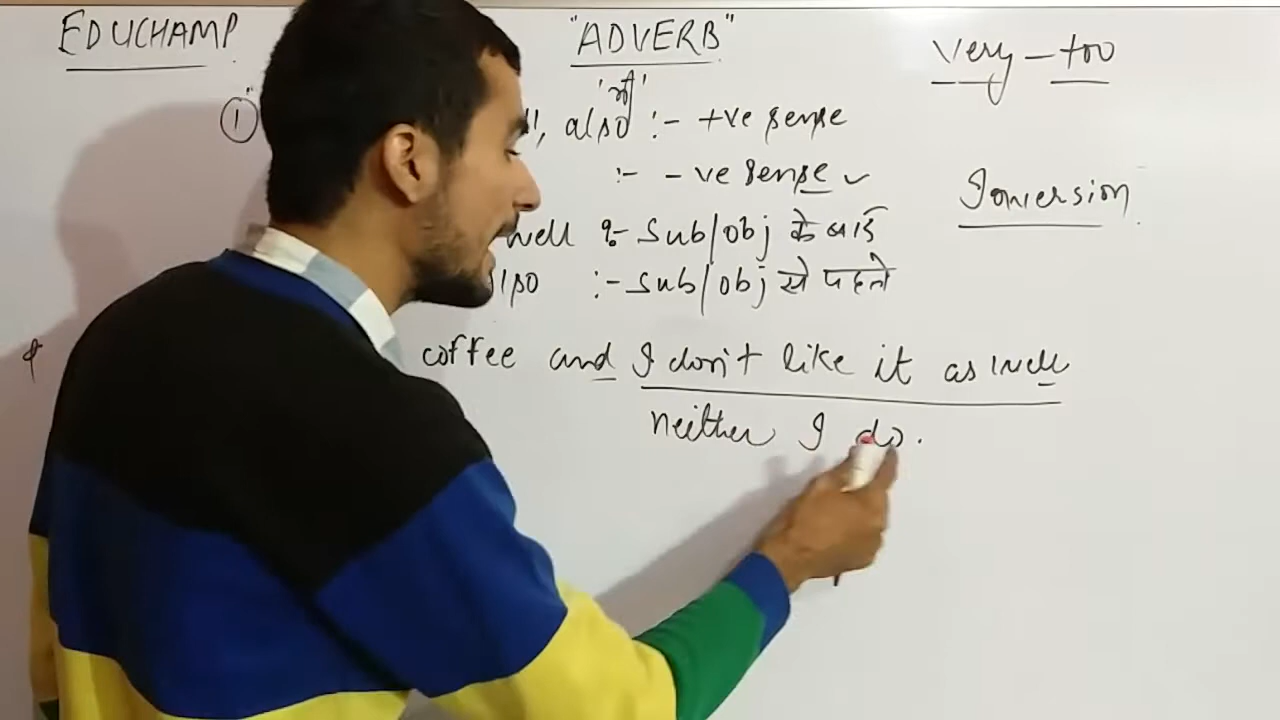 EDUCHAMP "ADVERB" very - too
'भी'
① also :- +ve sense
:- -ve sense ✓ Inversion
well :- Sub/obj के बाद
also :- Sub/obj से पहले
coffee and I don't like it as well
neither I do.